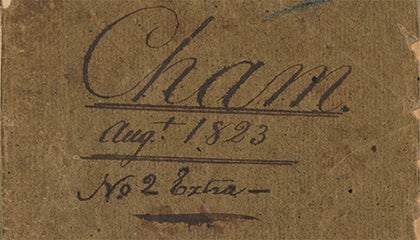 Cham.
Augt. 1823
No 2 Extra-